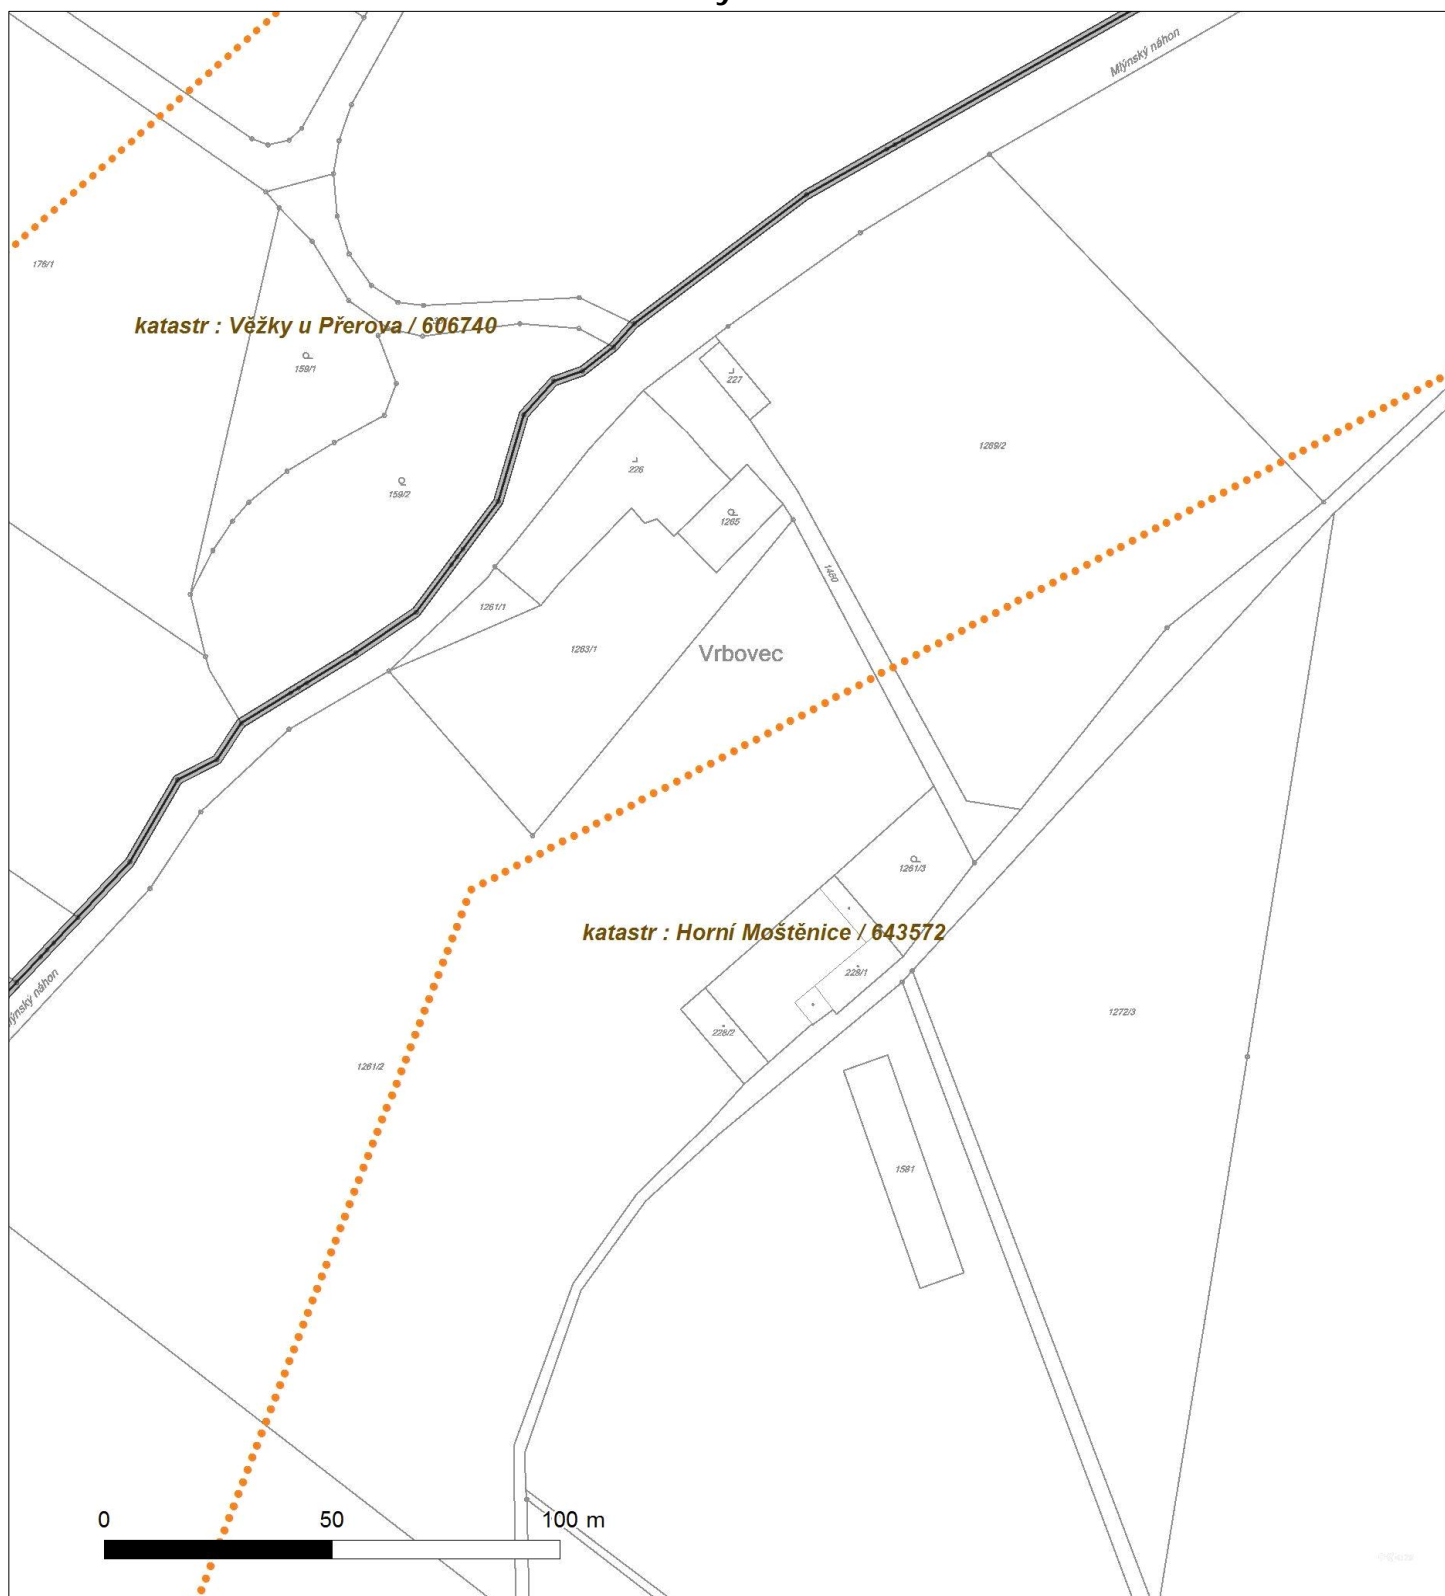 Mlýnský náhon
176/1
katastr : Věžky u Přerova / 606740
159/1
227
1269/2
226
159/2
1265
1480
1261/1
1263/1
Vrbovec
1261/3
katastr : Horní Moštěnice / 643572
228/1
Mlýnský náhon
1272/3
228/2
1261/2
1581
0 50 100 m